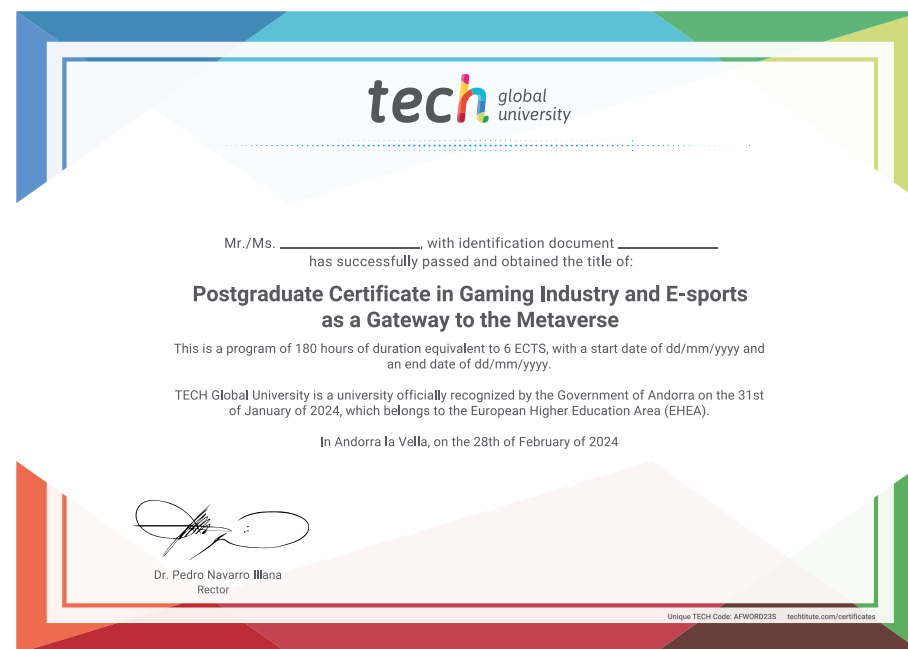 tech global university
Mr./Ms. ____________________, with identification document ______________
has successfully passed and obtained the title of:
Postgraduate Certificate in Gaming Industry and E-sports
as a Gateway to the Metaverse
This is a program of 180 hours of duration equivalent to 6 ECTS, with a start date of dd/mm/yyyy and
an end date of dd/mm/yyyy.
TECH Global University is a university officially recognized by the Government of Andorra on the 31st
of January of 2024, which belongs to the European Higher Education Area (EHEA).
In Andorra la Vella, on the 28th of February of 2024
Dr. Pedro Navarro Illana
Rector
Unique TECH Code: AFWORD23S techtitute.com/certificates